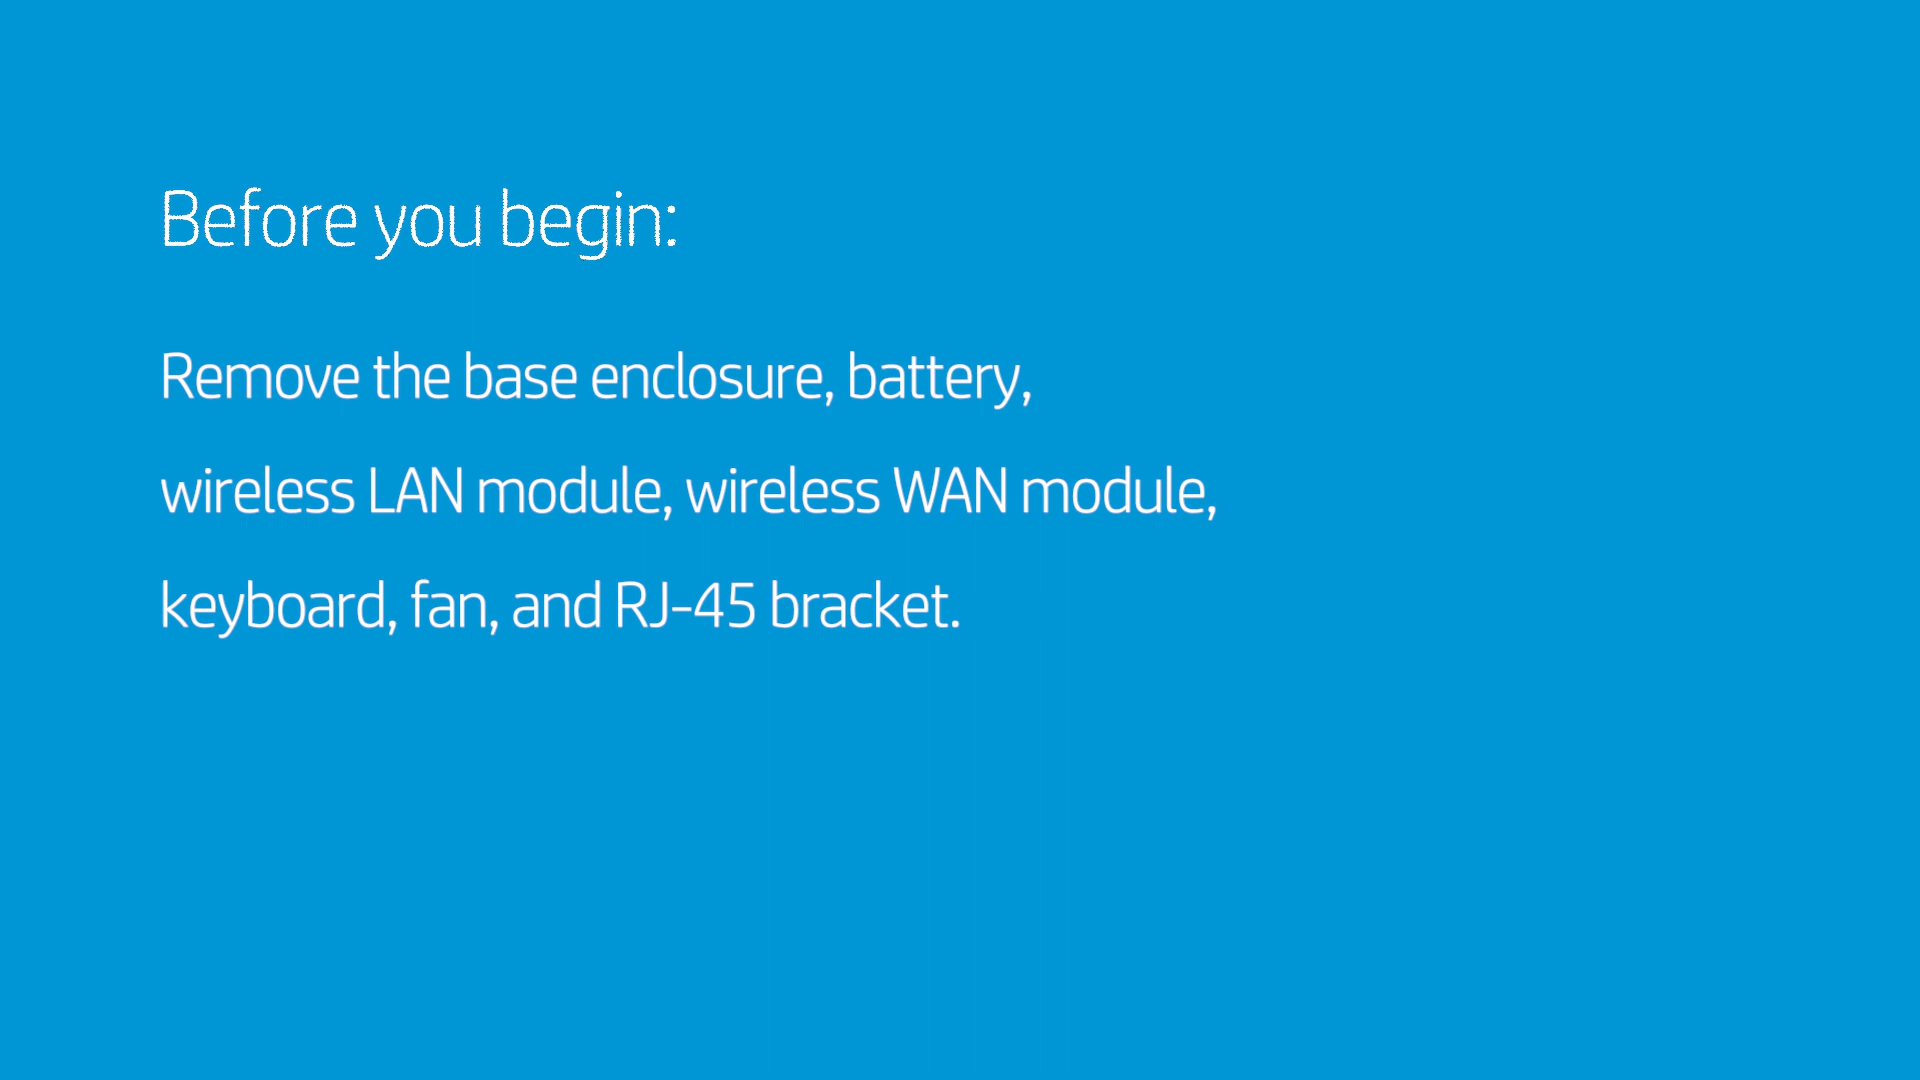 Before you begin:
Remove the base enclosure, battery,
wireless LAN module, wireless WAN module,
keyboard, fan, and RJ-45 bracket.